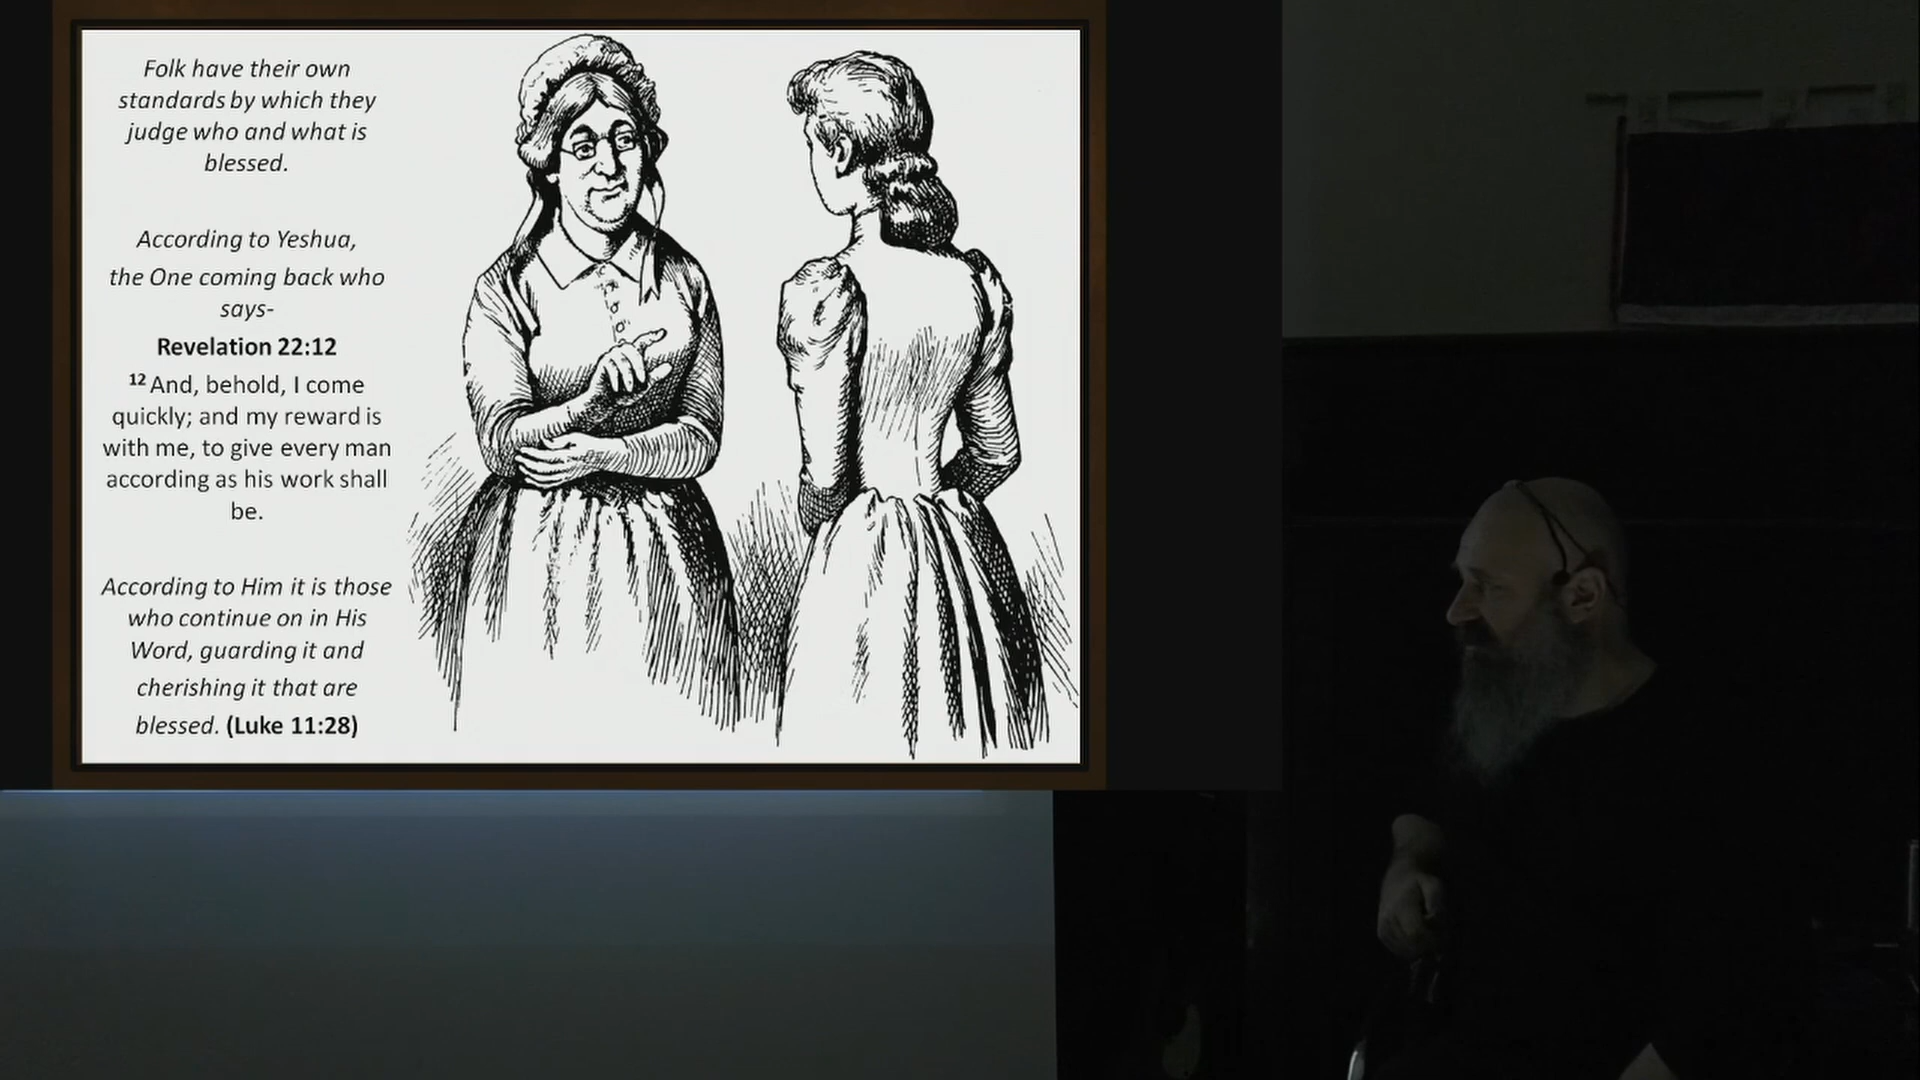 Folk have their own
standards by which they
judge who and what is
blessed.
According to Yeshua,
the One coming back who
says-
Revelation 22:12
12 And, behold, I come
quickly; and my reward is
with me, to give every man
according as his work shall
be.
According to Him it is those
who continue on in His
Word, guarding it and
cherishing it that are
blessed. (Luke 11:28)